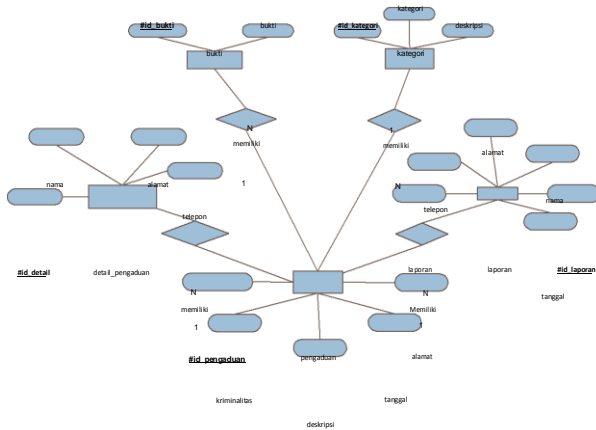 kategori
#id_bukti
bukti
#id_kategori
deskripsi
bukti
kategori
N
1
memiliki
memiliki
alamat
nama
alamat
1
N
nama
telepon
telepon
#id_detail
detail_pengaduan
laporan
laporan
#id_laporan
N
N
tanggal
memiliki
Memiliki
1
1
#id_pengaduan
pengaduan
alamat
kriminalitas
tanggal
deskripsi